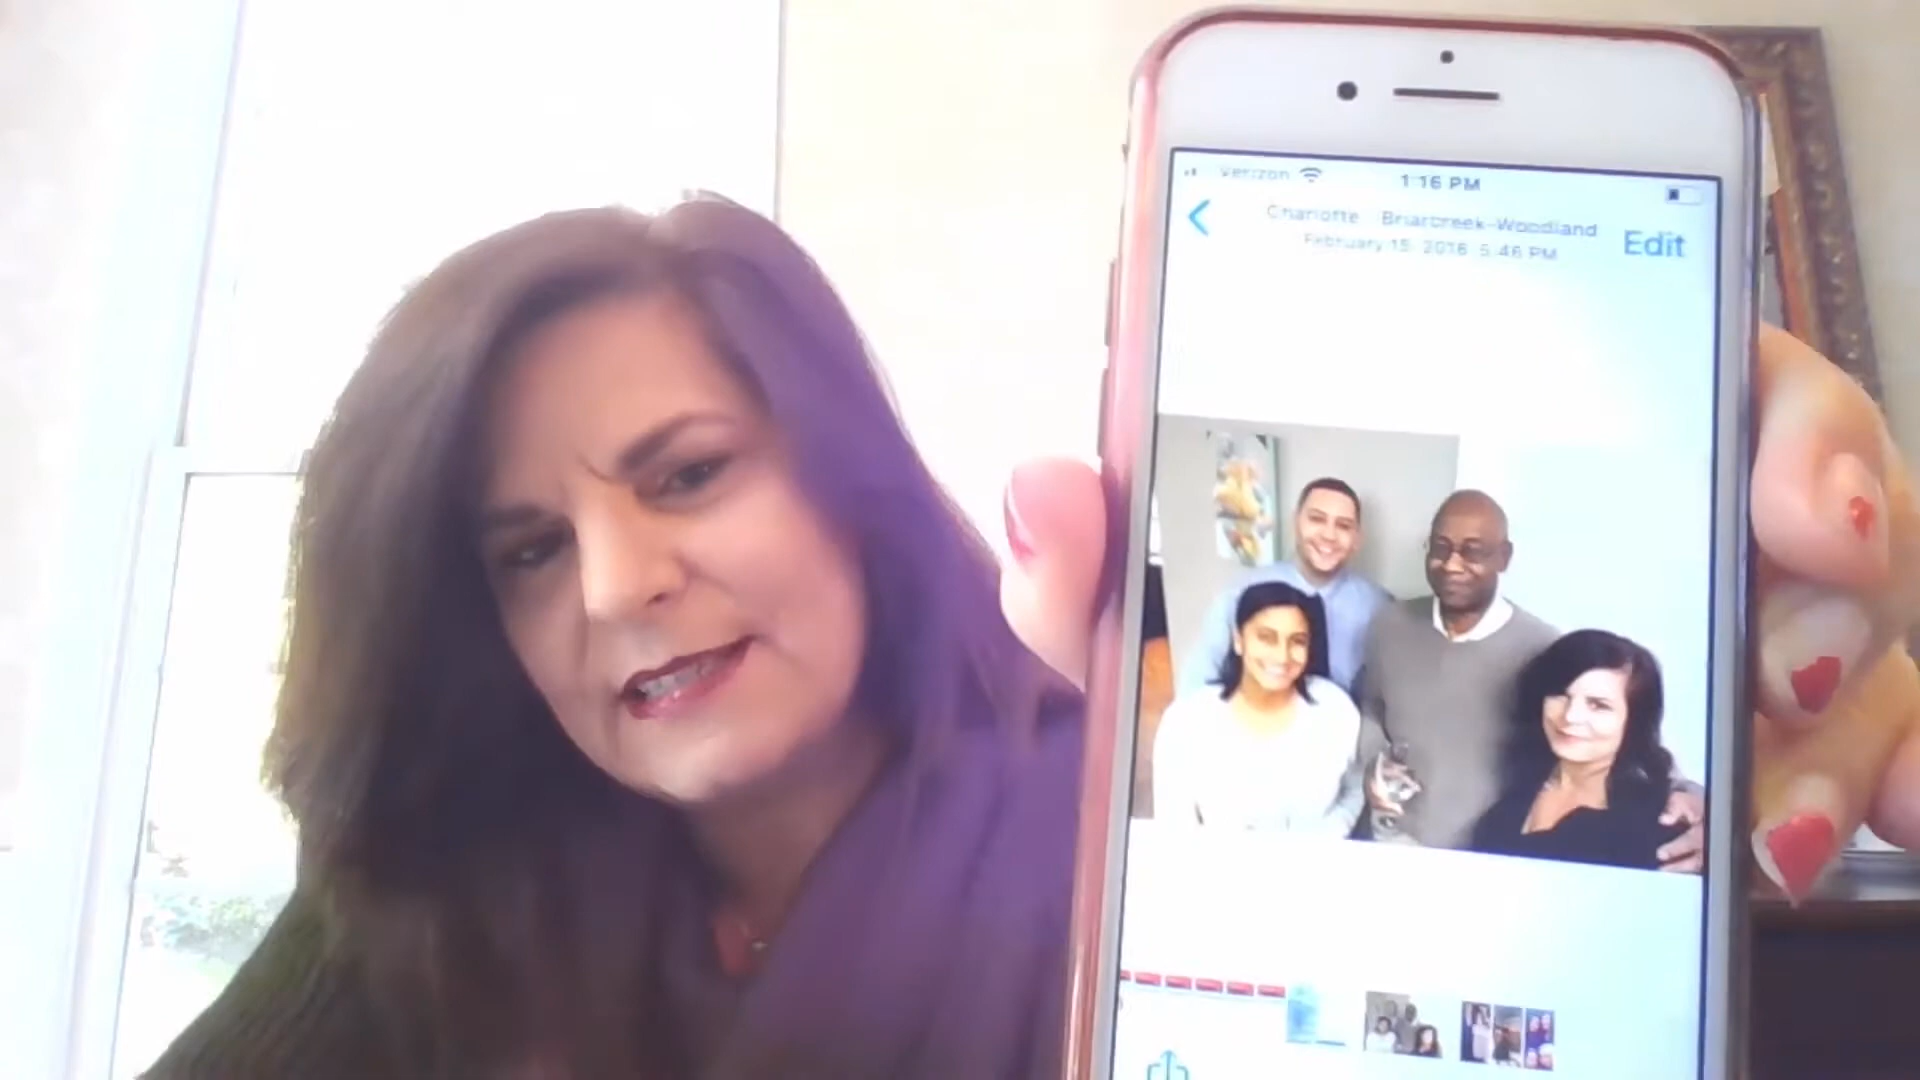 Verizon 1:16 PM
Charlotte - Briarcreek-Woodland
February 15, 2016 5:46 PM
Edit